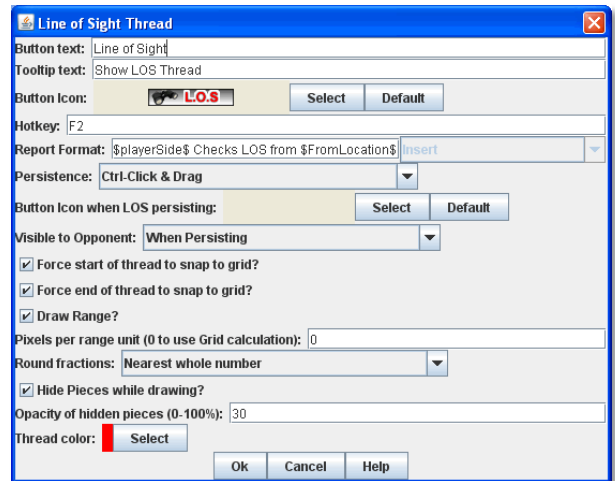 Line of Sight Thread
Button text: Line of Sight
Tooltip text: Show LOS Thread
Button Icon: L.O.S Select Default
Hotkey: F2
Report Format: $playerSide$ Checks LOS from $FromLocation$ Insert
Persistence: Ctrl-Click & Drag
Button Icon when LOS persisting: Select Default
Visible to Opponent: When Persisting
Force start of thread to snap to grid?
Force end of thread to snap to grid?
Draw Range?
Pixels per range unit (0 to use Grid calculation): 0
Round fractions: Nearest whole number
Hide Pieces while drawing?
Opacity of hidden pieces (0-100%): 30
Thread color: Select
Ok Cancel Help